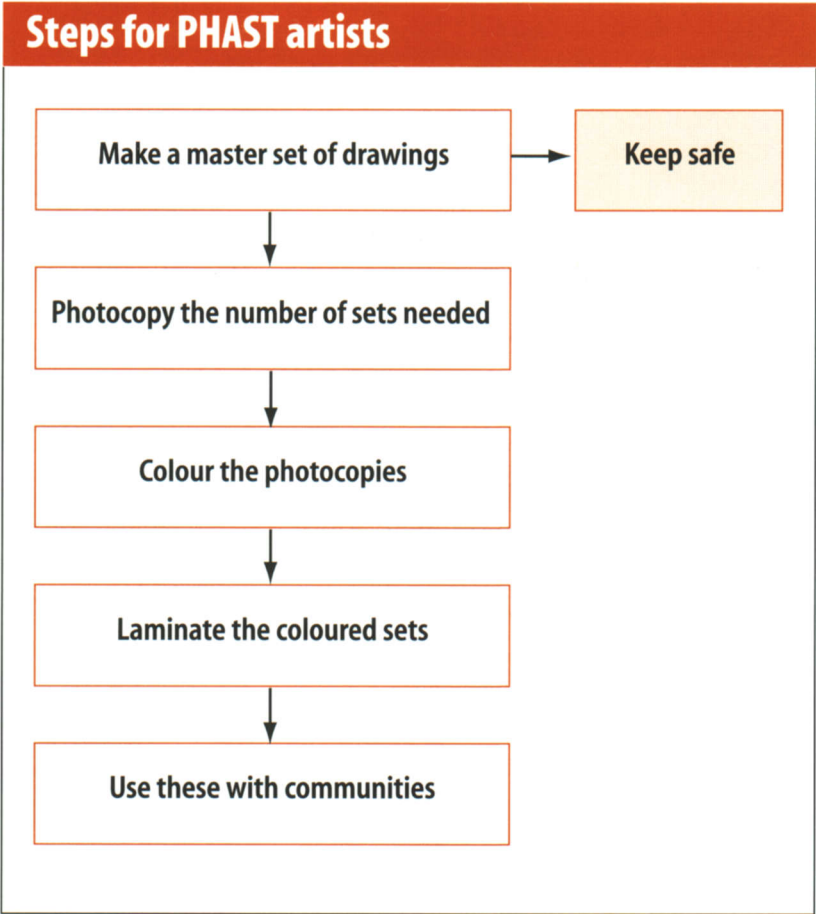 Steps for PHAST artists
Make a master set of drawings
Keep safe
Photocopy the number of sets needed
Colour the photocopies
Laminate the coloured sets
Use these with communities